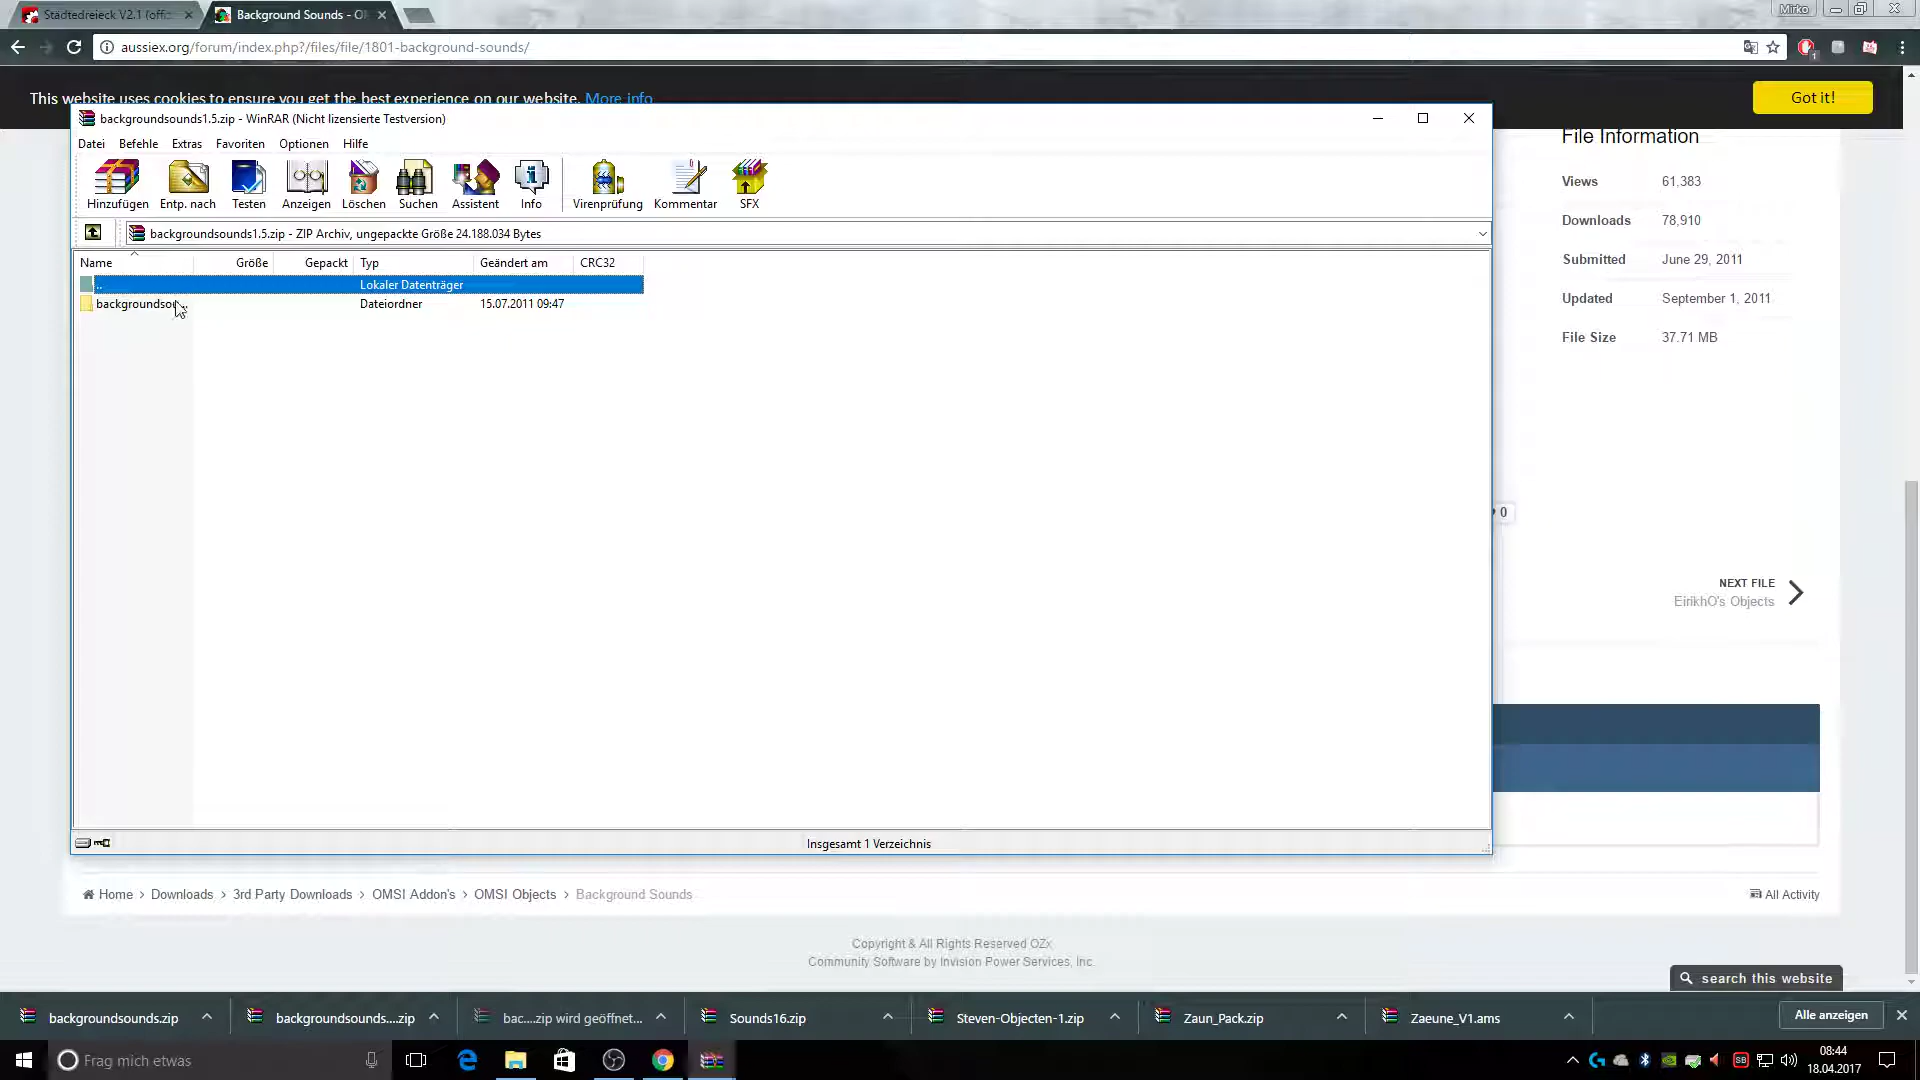 Städtedreieck V2.1 (offic
Background Sounds - O
Mirko
aussiex.org/forum/index.php?/files/file/1801-background-sounds/
This website uses cookies to ensure you get the best experience on our website. More info
Got it!
backgroundsounds1.5.zip - WinRAR (Nicht lizensierte Testversion)
Datei Befehle Extras Favoriten Optionen Hilfe
Hinzufügen Entp. nach Testen Anzeigen Löschen Suchen Assistent Info Virenprüfung Kommentar SFX
backgroundsounds1.5.zip - ZIP Archiv, ungepackte Größe 24.188.034 Bytes
Name Größe Gepackt Typ Geändert am CRC32
.. Lokaler Datenträger
backgroundsou... Dateiordner 15.07.2011 09:47
Insgesamt 1 Verzeichnis
File Information
Views 61,383
Downloads 78,910
Submitted June 29, 2011
Updated September 1, 2011
File Size 37.71 MB
0
NEXT FILE
EirikhO's Objects
Home > Downloads > 3rd Party Downloads > OMSI Addon's > OMSI Objects > Background Sounds
All Activity
Copyright & All Rights Reserved OZx
Community Software by Invision Power Services, Inc.
search this website
backgroundsounds.zip
backgroundsounds....zip
bac....zip wird geöffnet...
Sounds16.zip
Steven-Objecten-1.zip
Zaun_Pack.zip
Zaeune_V1.ams
Alle anzeigen
Frag mich etwas
08:44
18.04.2017